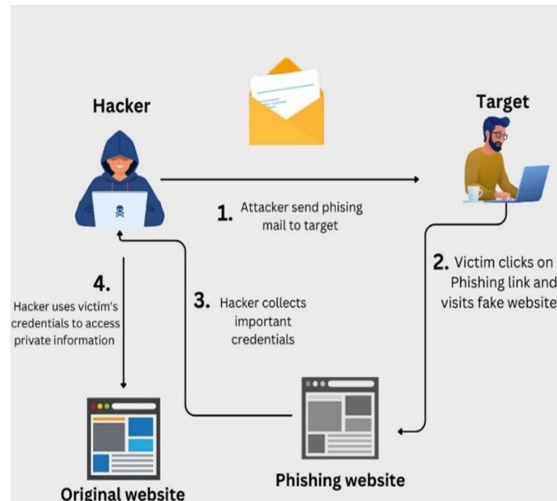 Hacker
Target
1. Attacker send phising
mail to target
2. Victim clicks on
Phishing link and
visits fake website
3. Hacker collects
important
credentials
4.
Hacker uses victim's
credentials to access
private information
Phishing website
Original website